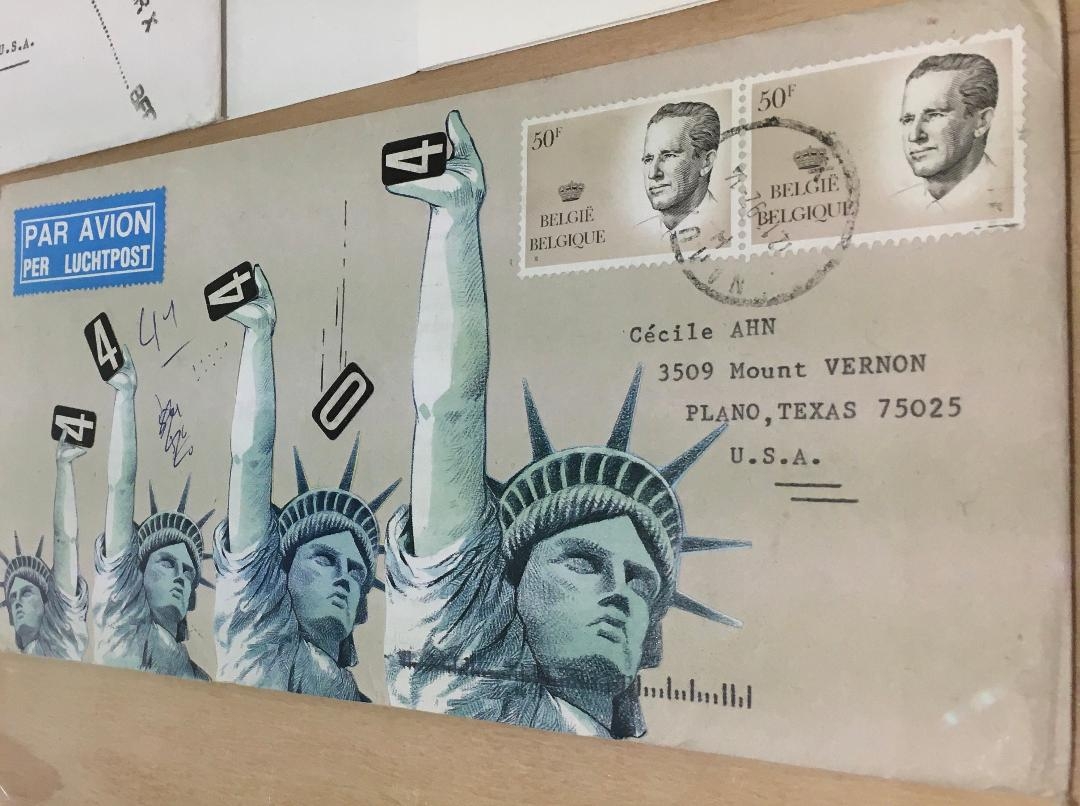 RK
U.S.A.
PAR AVION
PER LUCHTPOST
4
4
4
4
0
50F
BELGIË
BELGIQUE
50F
BELGIË
BELGIQUE
Cécile AHN
3509 Mount VERNON
PLANO, TEXAS 75025
U.S.A.